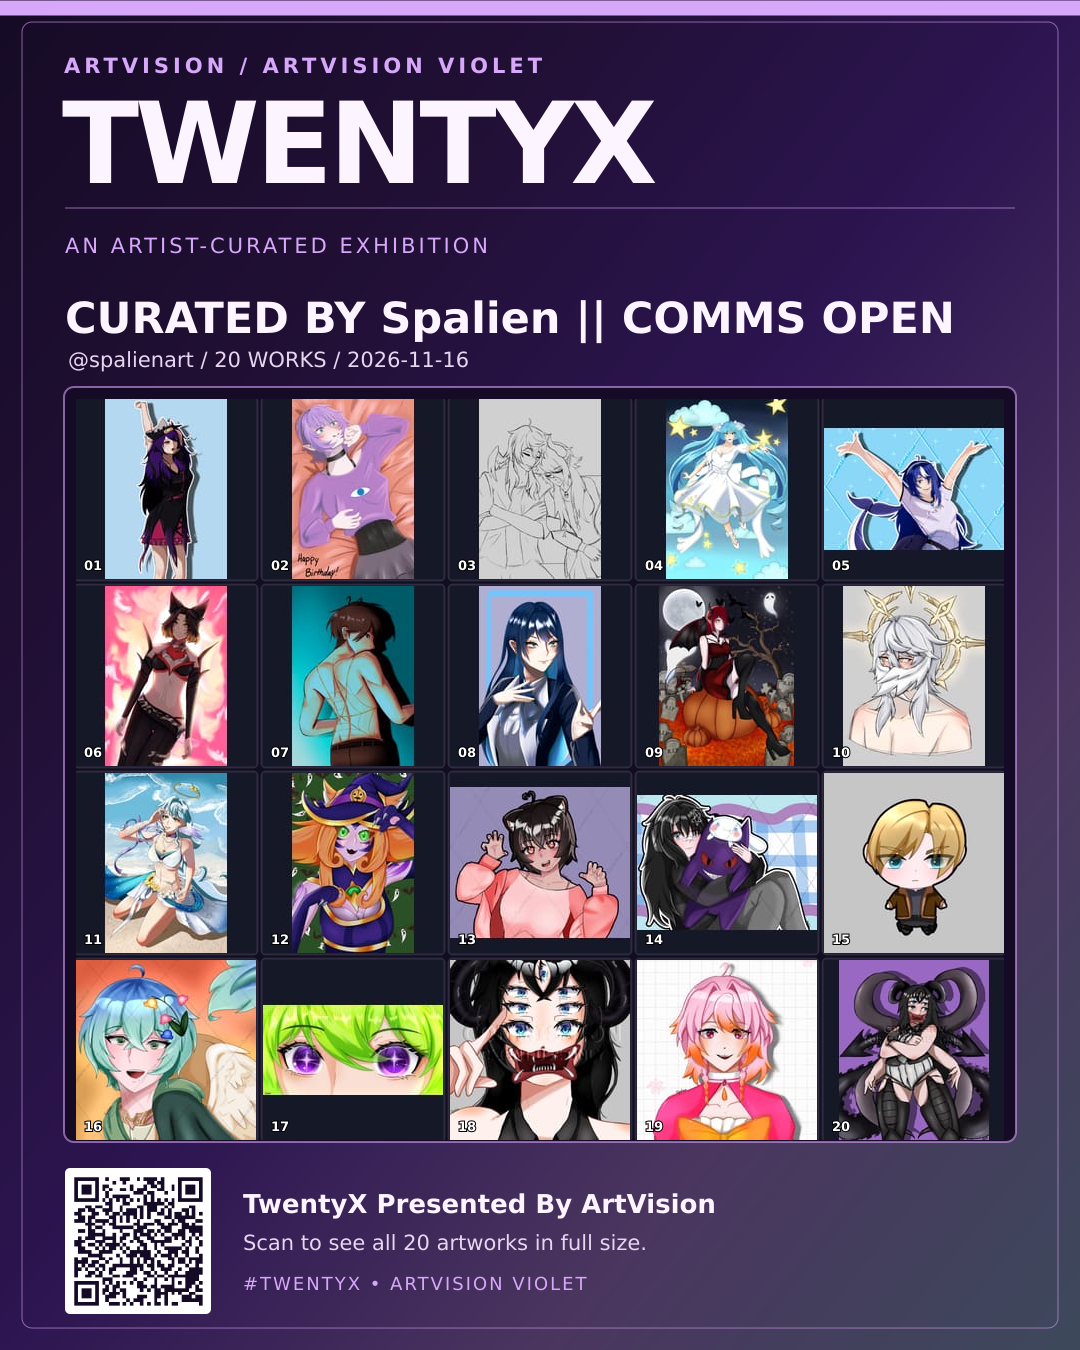 ARTVISION / ARTVISION VIOLET
TWENTYX
AN ARTIST-CURATED EXHIBITION
CURATED BY Spalien || COMMS OPEN
@spalienart / 20 WORKS / 2026-11-16
01
02
Happy
Birthday!
03
04
05
06
07
08
09
10
11
12
13
14
15
16
17
18
19
20
TwentyX Presented By ArtVision
Scan to see all 20 artworks in full size.
#TWENTYX • ARTVISION VIOLET